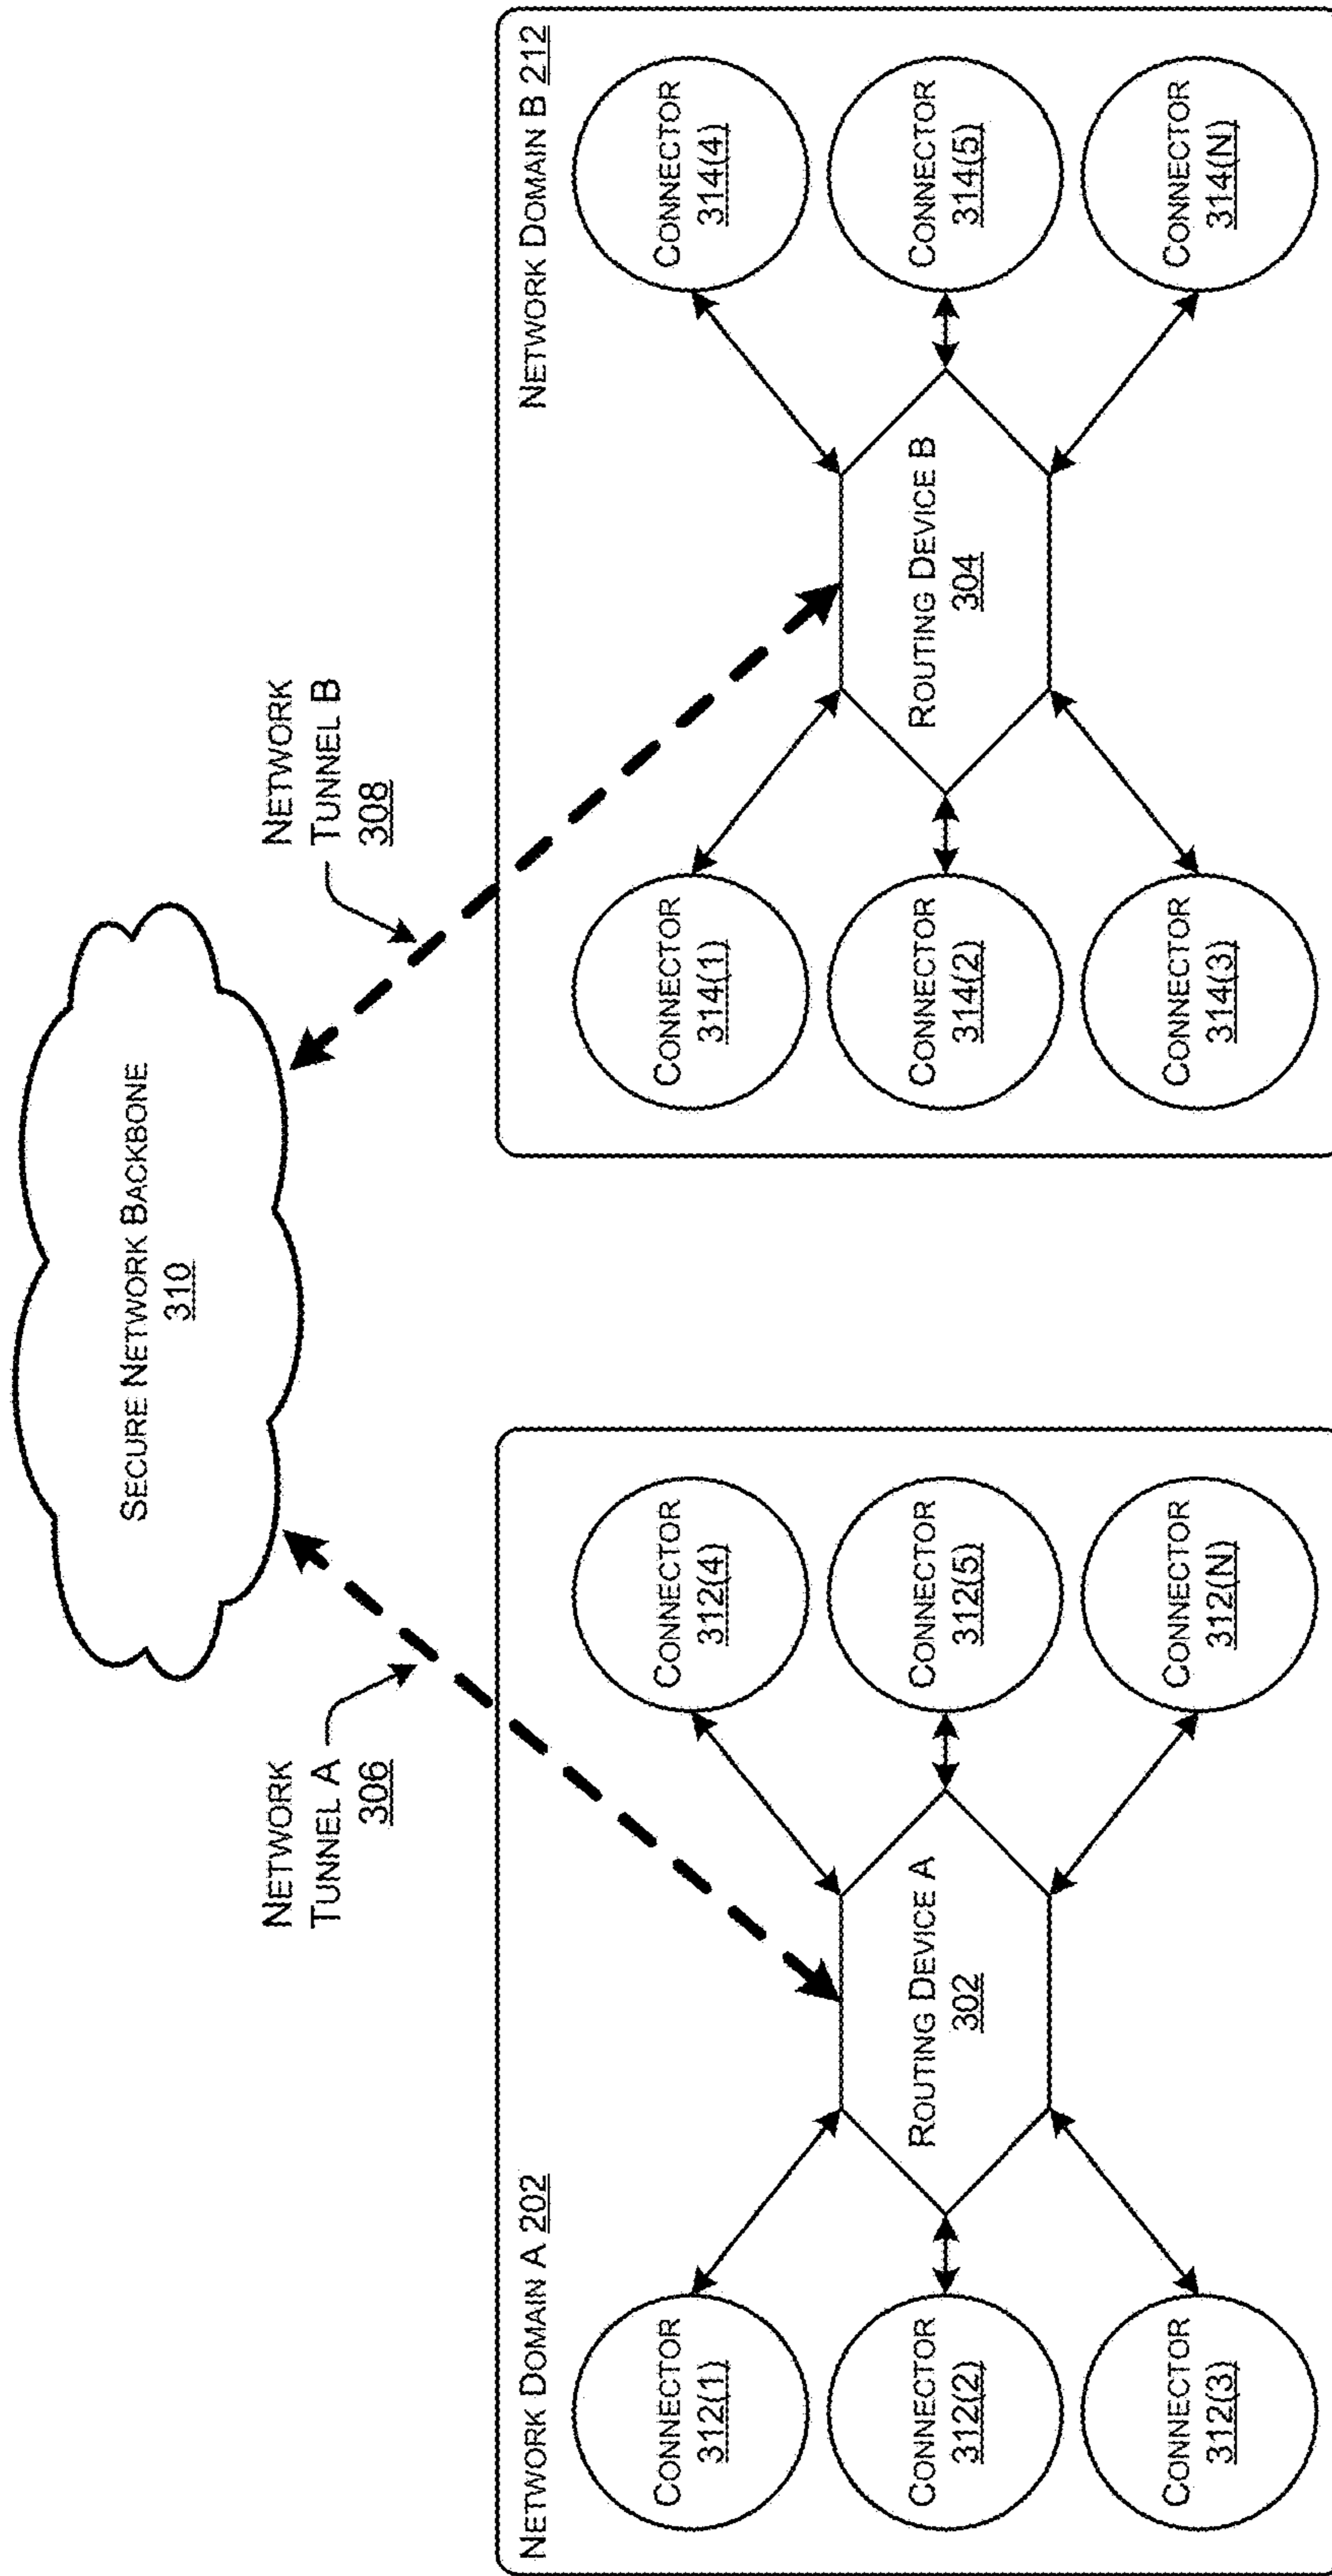 SECURE NETWORK BACKBONE
310
NETWORK
TUNNEL A
306
NETWORK
TUNNEL B
308
NETWORK DOMAIN A 202
CONNECTOR
312(1)
CONNECTOR
312(2)
CONNECTOR
312(3)
ROUTING DEVICE A
302
CONNECTOR
312(4)
CONNECTOR
312(5)
CONNECTOR
312(N)
NETWORK DOMAIN B 212
CONNECTOR
314(1)
CONNECTOR
314(2)
CONNECTOR
314(3)
ROUTING DEVICE B
304
CONNECTOR
314(4)
CONNECTOR
314(5)
CONNECTOR
314(N)